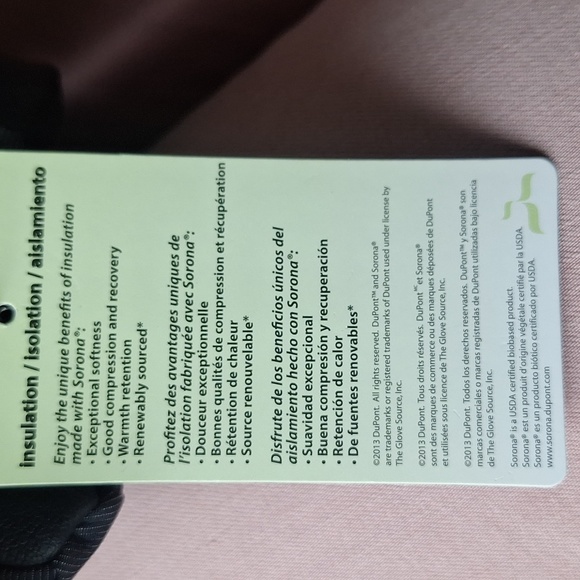 insulation / isolation / aislamiento
Enjoy the unique benefits of insulation
made with Sorona®:
• Exceptional softness
• Good compression and recovery
• Warmth retention
• Renewably sourced*
Profitez des avantages uniques de
l'isolation fabriquée avec Sorona®:
• Douceur exceptionnelle
• Bonnes qualités de compression et récupération
• Rétention de chaleur
• Source renouvelable*
Disfrute de los beneficios únicos del
aislamiento hecho con Sorona®:
• Suavidad excepcional
• Buena compresión y recuperación
• Retención de calor
• De fuentes renovables*
©2013 DuPont. All rights reserved. DuPont™ and Sorona®
are trademarks or registered trademarks of DuPont used under license by
The Glove Source, Inc.
©2013 DuPont. Tous droits réservés. DuPont™ et Sorona®
sont des marques de commerce ou des marques déposées de DuPont
et utilisées sous licence de The Glove Source, Inc.
©2013 DuPont. Todos los derechos reservados. DuPont™ y Sorona® son
marcas comerciales o marcas registradas de DuPont utilizadas bajo licencia
de The Glove Source, Inc.
Sorona® is a USDA certified biobased product.
Sorona® est un produit d'origine végétale certifié par la USDA.
Sorona® es un producto biótico certificado por USDA.
www.sorona.dupont.com